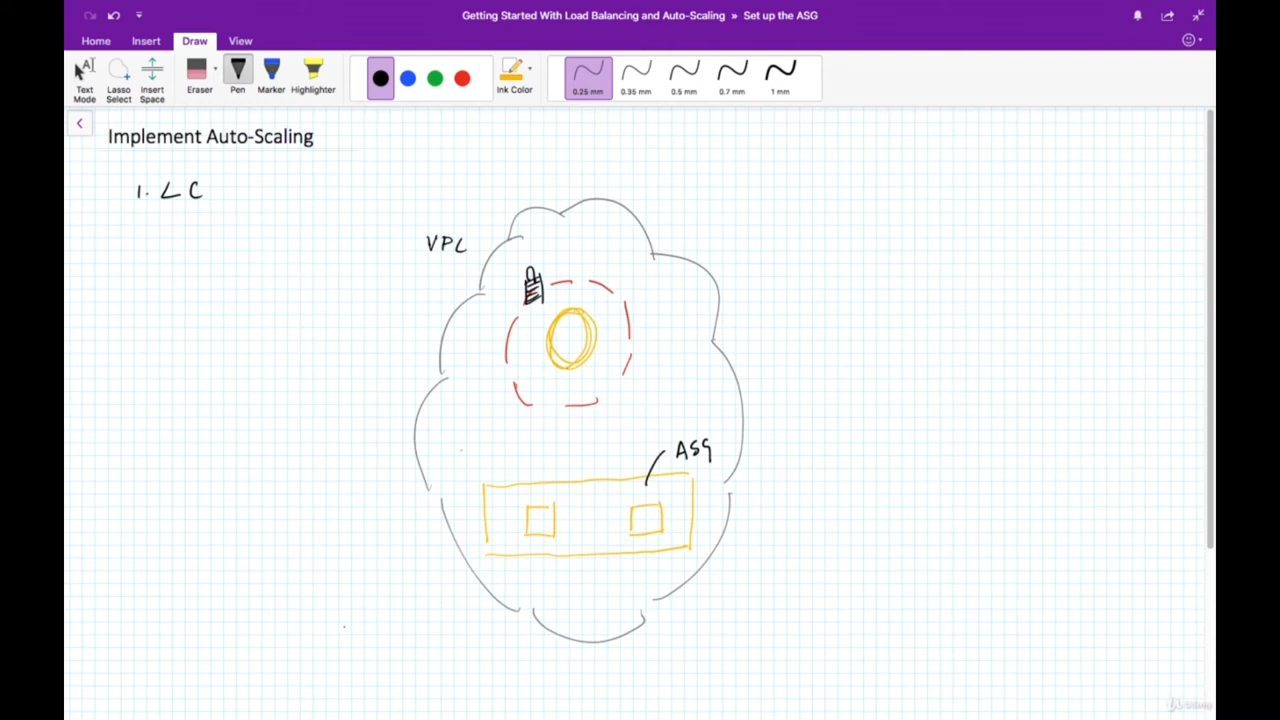 Getting Started With Load Balancing and Auto-Scaling » Set up the ASG
Home Insert Draw View
Text Mode
Lasso Select
Insert Space
Eraser
Pen
Marker
Highlighter
Ink Color
0.25 mm
0.35 mm
0.5 mm
0.7 mm
1 mm
Implement Auto-Scaling
1. LC
VPC
ASG
Udemy